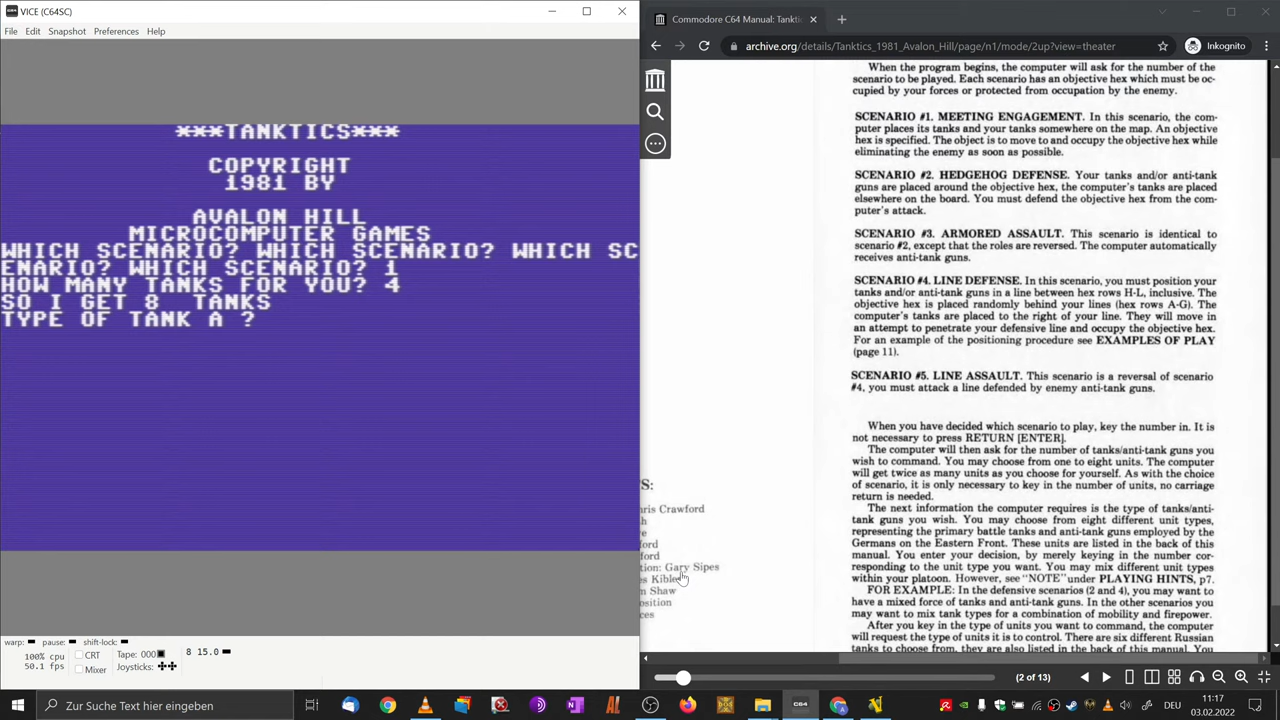 VICE (C64SC)
File Edit Snapshot Preferences Help
***TANKTICS***
COPYRIGHT
1981 BY
AVALON HILL
MICROCOMPUTER GAMES
WHICH SCENARIO? WHICH SCENARIO? WHICH SC
ENARIO? WHICH SCENARIO? 1
HOW MANY TANKS FOR YOU? 4
SO I GET 8 TANKS
TYPE OF TANK A ?
warp: pause: shift-lock:
100% cpu
50.1 fps
CRT
Mixer
Tape: 000
Joysticks:
8 15.0
Commodore C64 Manual: Tankti
archive.org/details/Tanktics_1981_Avalon_Hill/page/n1/mode/2up?view=theater
Inkognito
When the program begins, the computer will ask for the number of the
scenario to be played. Each scenario has an objective hex which must be oc-
cupied by your forces or protected from occupation by the enemy.
SCENARIO #1. MEETING ENGAGEMENT. In this scenario, the com-
puter places its tanks and your tanks somewhere on the map. An objective
hex is specified. The object is to move to and occupy the objective hex while
eliminating the enemy as soon as possible.
SCENARIO #2. HEDGEHOG DEFENSE. Your tanks and/or anti-tank
guns are placed around the objective hex, the computer's tanks are placed
elsewhere on the board. You must defend the objective hex from the com-
puter's attack.
SCENARIO #3. ARMORED ASSAULT. This scenario is identical to
scenario #2, except that the roles are reversed. The computer automatically
receives anti-tank guns.
SCENARIO #4. LINE DEFENSE. In this scenario, you must position your
tanks and/or anti-tank guns in a line between hex rows H-L, inclusive. The
objective hex is placed randomly behind your lines (hex rows A-G). The
computer's tanks are placed to the right of your line. They will move in
an attempt to penetrate your defensive line and occupy the objective hex.
For an example of the positioning procedure see EXAMPLES OF PLAY
(page 11).
SCENARIO #5. LINE ASSAULT. This scenario is a reversal of scenario
#4, you must attack a line defended by enemy anti-tank guns.
When you have decided which scenario to play, key the number in. It is
not necessary to press RETURN [ENTER].
The computer will then ask for the number of tanks/anti-tank guns you
wish to command. You may choose from one to eight units. The computer
will get twice as many units as you choose for yourself. As with the choice
of scenario, it is only necessary to key in the number of units, no carriage
return is needed.
The next information the computer requires is the type of tanks/anti-
tank guns you wish. You may choose from eight different unit types,
representing the primary battle tanks and anti-tank guns employed by the
Germans on the Eastern Front. These units are listed in the back of this
manual. You enter your decision, by merely keying in the number cor-
responding to the unit type you want. You may mix different unit types
within your platoon. However, see "NOTE" under PLAYING HINTS, p7.
FOR EXAMPLE: In the defensive scenarios (2 and 4), you may want to
have a mixed force of tanks and anti-tank guns. In the other scenarios you
may want to mix tank types for a combination of mobility and firepower.
After you key in the type of units you want to command, the computer
will request the type of units it is to control. There are six different Russian
tanks to choose from, they are also listed in the back of the manual. You
S:
hris Crawford
sh
ve
ford
ford
tion: Gary Sipes
es Kibler
m Shaw
position
ces
(2 of 13)
Zur Suche Text hier eingeben
C64
DEU
11:17
03.02.2022